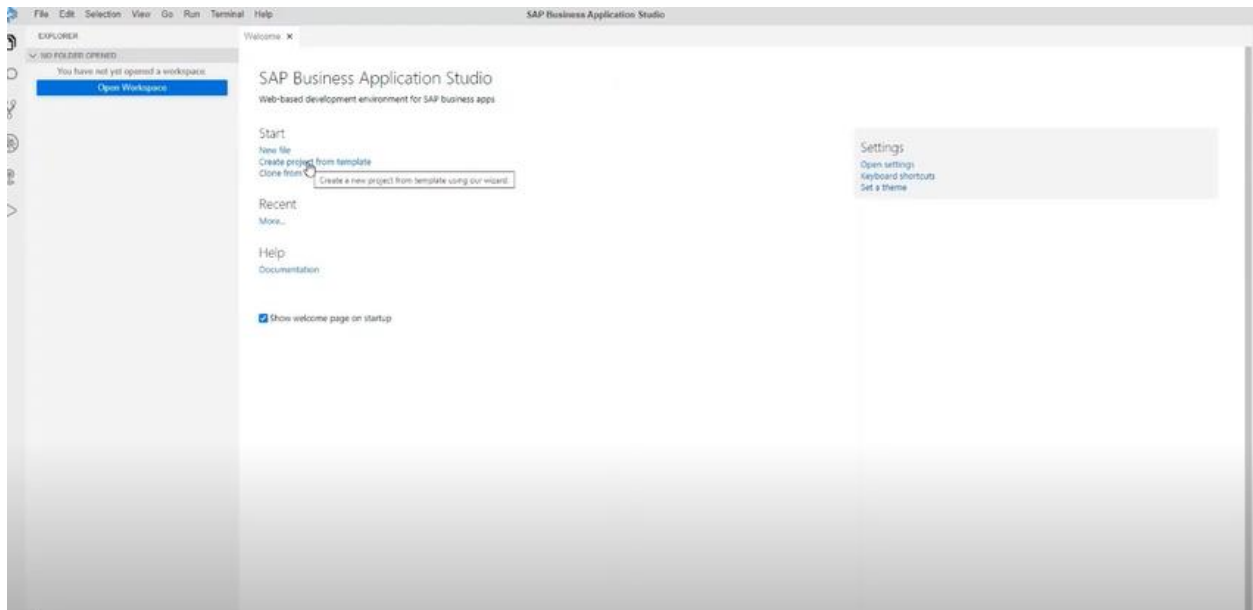 File Edit Selection View Go Run Terminal Help
SAP Business Application Studio
EXPLORER
NO FOLDER OPENED
You have not yet opened a workspace.
Open Workspace
Welcome
SAP Business Application Studio
Web-based development environment for SAP business apps
Start
New file
Create project from template
Clone from
Create a new project from template using our wizard.
Recent
More...
Help
Documentation
Show welcome page on startup
Settings
Open settings
Keyboard shortcuts
Set a theme